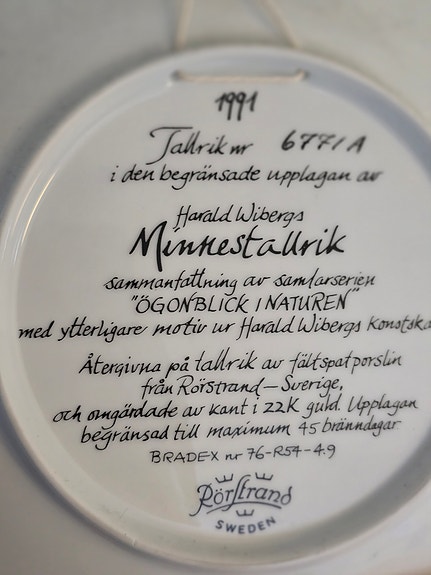 1991
Tallrik nr 677/A
i den begränsade upplagan av
Harald Wibergs
Minnestallrik
sammanfattning av samlarserien
"ÖGONBLICK I NATUREN"
med ytterligare motiv ur Harald Wibergs konstska
Återgivna på tallrik av fältspatporslin
från Rörstrand – Sverige,
och omgärdade av kant i 22K guld. Upplagan
begränsad till maximum 45 bränndagar.
BRADEX nr 76-R54-4.9
Rörstrand
SWEDEN